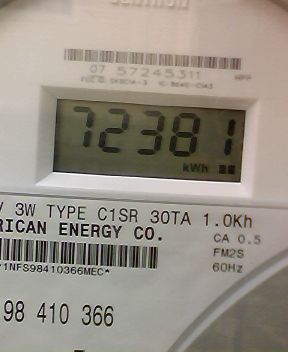 07 57245311
72381
kWh
V 3W TYPE C1SR 30TA 1.0Kh
RICAN ENERGY CO.
CA 0.5
FM2S
60Hz
*1NFS98410366MEC*
98 410 366